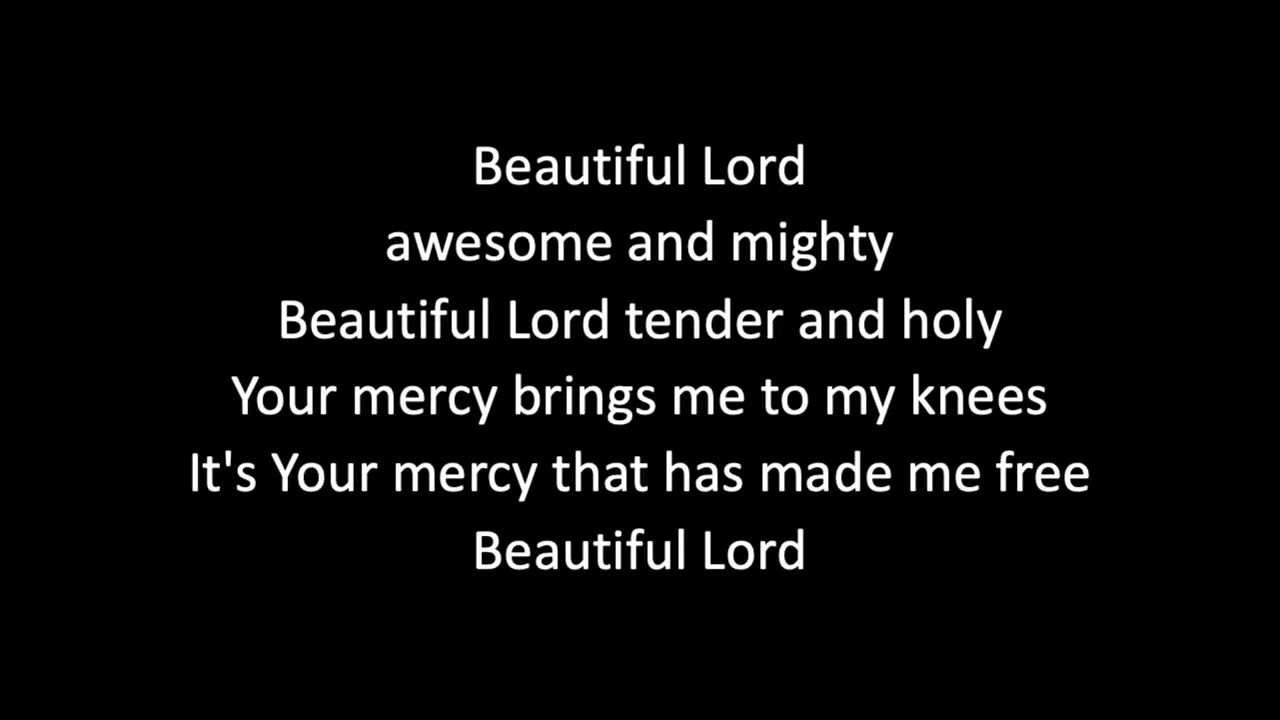 Beautiful Lord
awesome and mighty
Beautiful Lord tender and holy
Your mercy brings me to my knees
It's Your mercy that has made me free
Beautiful Lord